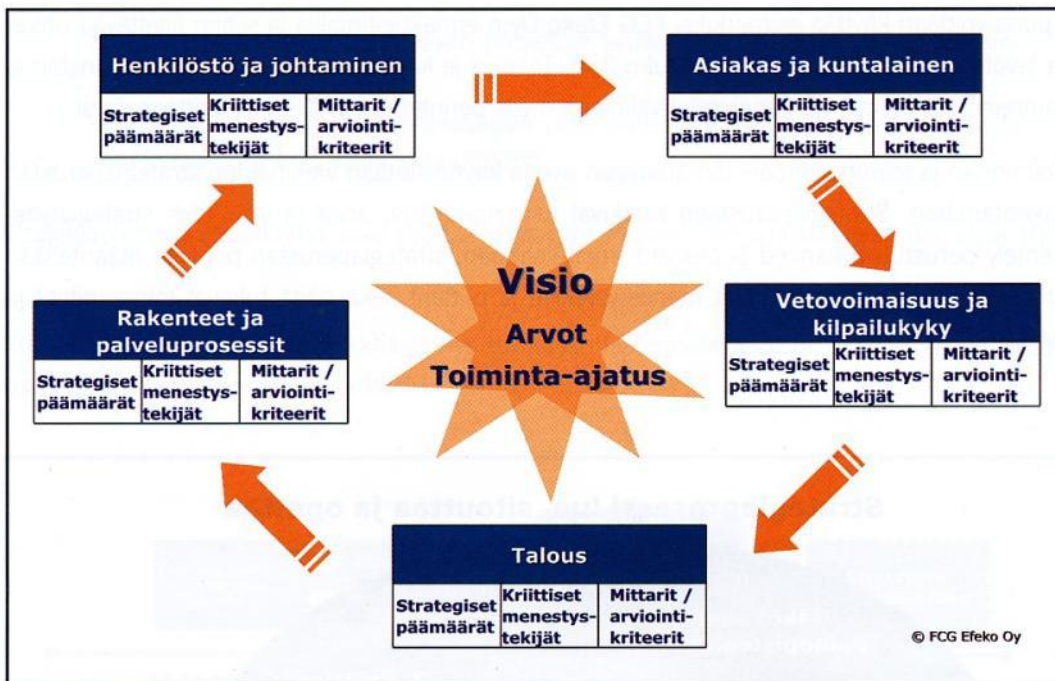 Henkilöstö ja johtaminen
Strategiset
päämäärät
Kriittiset
menestys-
tekijät
Mittarit /
arviointi-
kriteerit
Asiakas ja kuntalainen
Strategiset
päämäärät
Kriittiset
menestys-
tekijät
Mittarit /
arviointi-
kriteerit
Visio
Arvot
Toiminta-ajatus
Rakenteet ja
palveluprosessit
Strategiset
päämäärät
Kriittiset
menestys-
tekijät
Mittarit /
arviointi-
kriteerit
Vetovoimaisuus ja
kilpailukyky
Strategiset
päämäärät
Kriittiset
menestys-
tekijät
Mittarit /
arviointi-
kriteerit
Talous
Strategiset
päämäärät
Kriittiset
menestys-
tekijät
Mittarit /
arviointi-
kriteerit
© FCG Efeko Oy